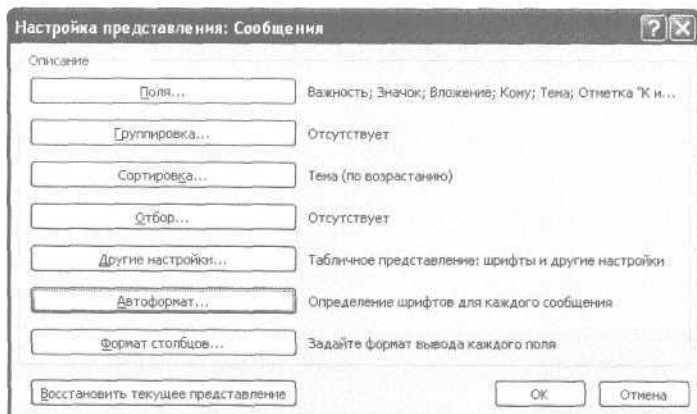 Настройка представления: Сообщения
Описание
Поля... Важность; Значок; Вложение; Кому; Тема; Отметка "К и...
Группировка... Отсутствует
Сортировка... Тема (по возрастанию)
Отбор... Отсутствует
Другие настройки... Табличное представление: шрифты и другие настройки
Автоформат... Определение шрифтов для каждого сообщения
Формат столбцов... Задайте формат вывода каждого поля
Восстановить текущее представление ОК Отмена